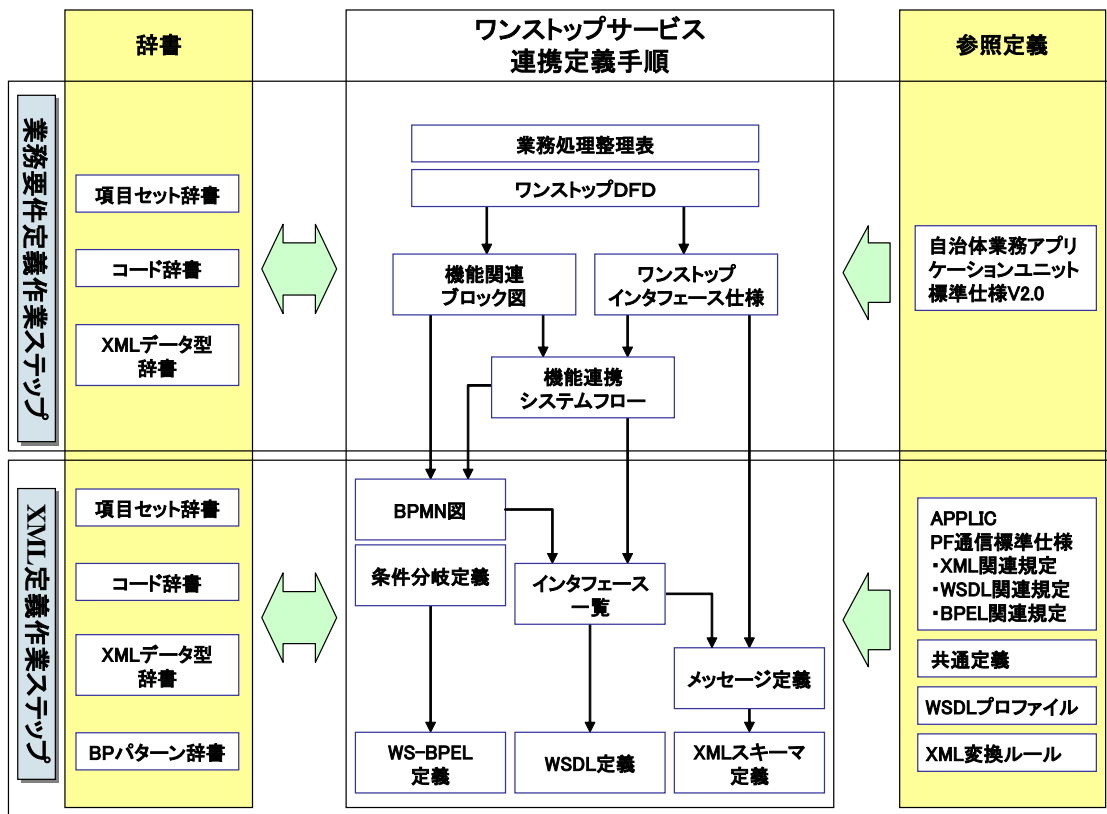 辞書
ワンストップサービス
連携定義手順
参照定義
業務要件定義作業ステップ
項目セット辞書
コード辞書
XMLデータ型
辞書
業務処理整理表
ワンストップDFD
機能関連
ブロック図
ワンストップ
インタフェース仕様
機能連携
システムフロー
自治体業務アプリ
ケーションユニット
標準仕様V2.0
XML定義作業ステップ
項目セット辞書
コード辞書
XMLデータ型
辞書
BPパターン辞書
BPMN図
条件分岐定義
インタフェース
一覧
メッセージ定義
WS-BPEL
定義
WSDL定義
XMLスキーマ
定義
APPLIC
PF通信標準仕様
・XML関連規定
・WSDL関連規定
・BPEL関連規定
共通定義
WSDLプロファイル
XML変換ルール